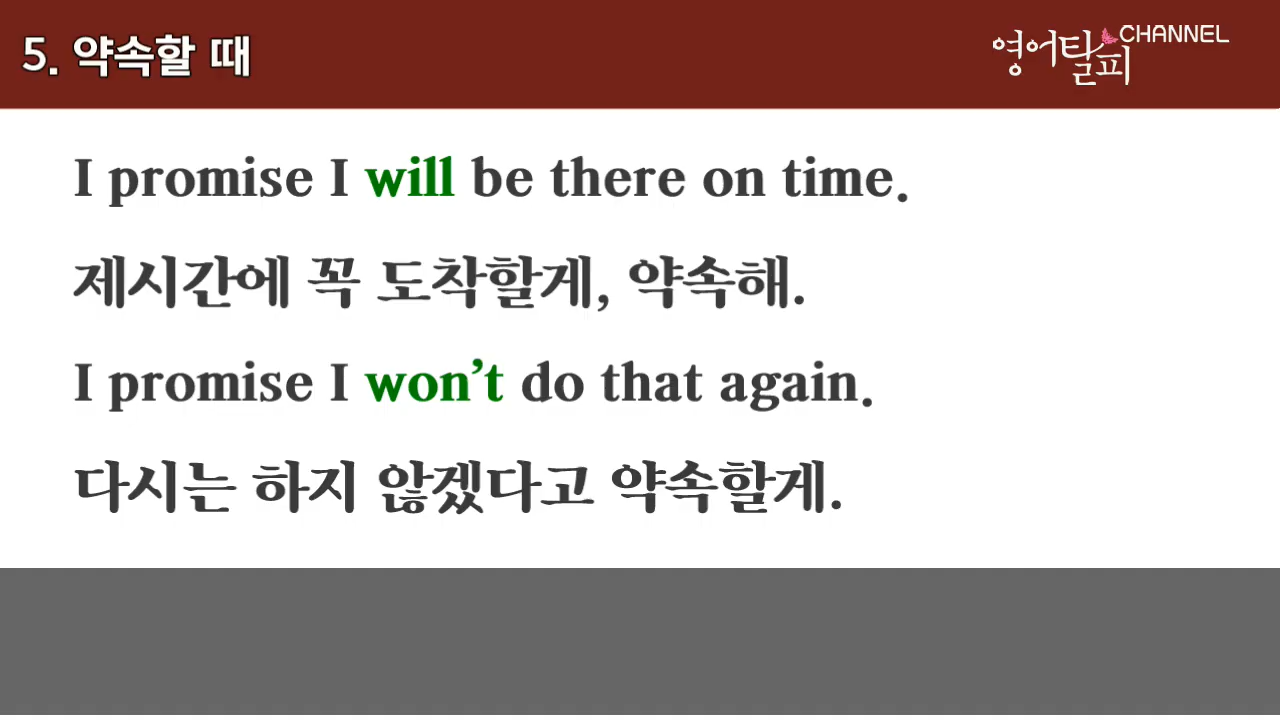 5. 약속할 때
영어탈피 CHANNEL
I promise I will be there on time.
제시간에 꼭 도착할게, 약속해.
I promise I won't do that again.
다시는 하지 않겠다고 약속할게.